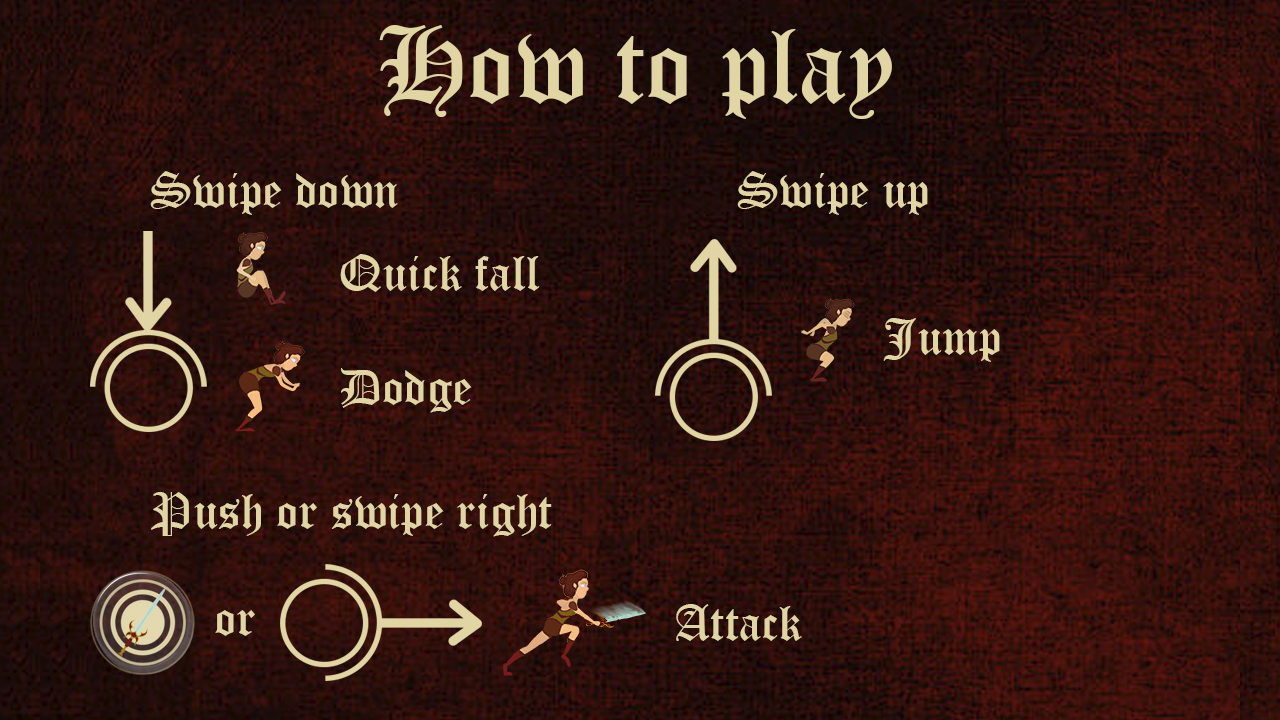 How to play
Swipe down
Quick fall
Dodge
Swipe up
Jump
Push or swipe right
or
Attack